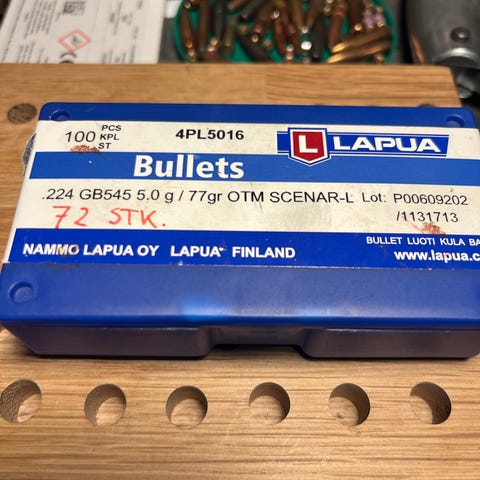 100 PCS
KPL
ST
4PL5016
L LAPUA
Bullets
.224 GB545 5.0 g / 77gr OTM SCENAR-L Lot: P00609202
/1131713
72 STK.
NAMMO LAPUA OY LAPUA® FINLAND
BULLET LUOTI KULA
www.lapua.c